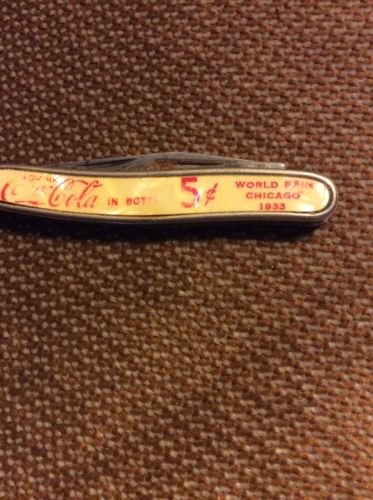 Coca-Cola
IN BOTTL
5¢
WORLD FAIR
CHICAGO
1933